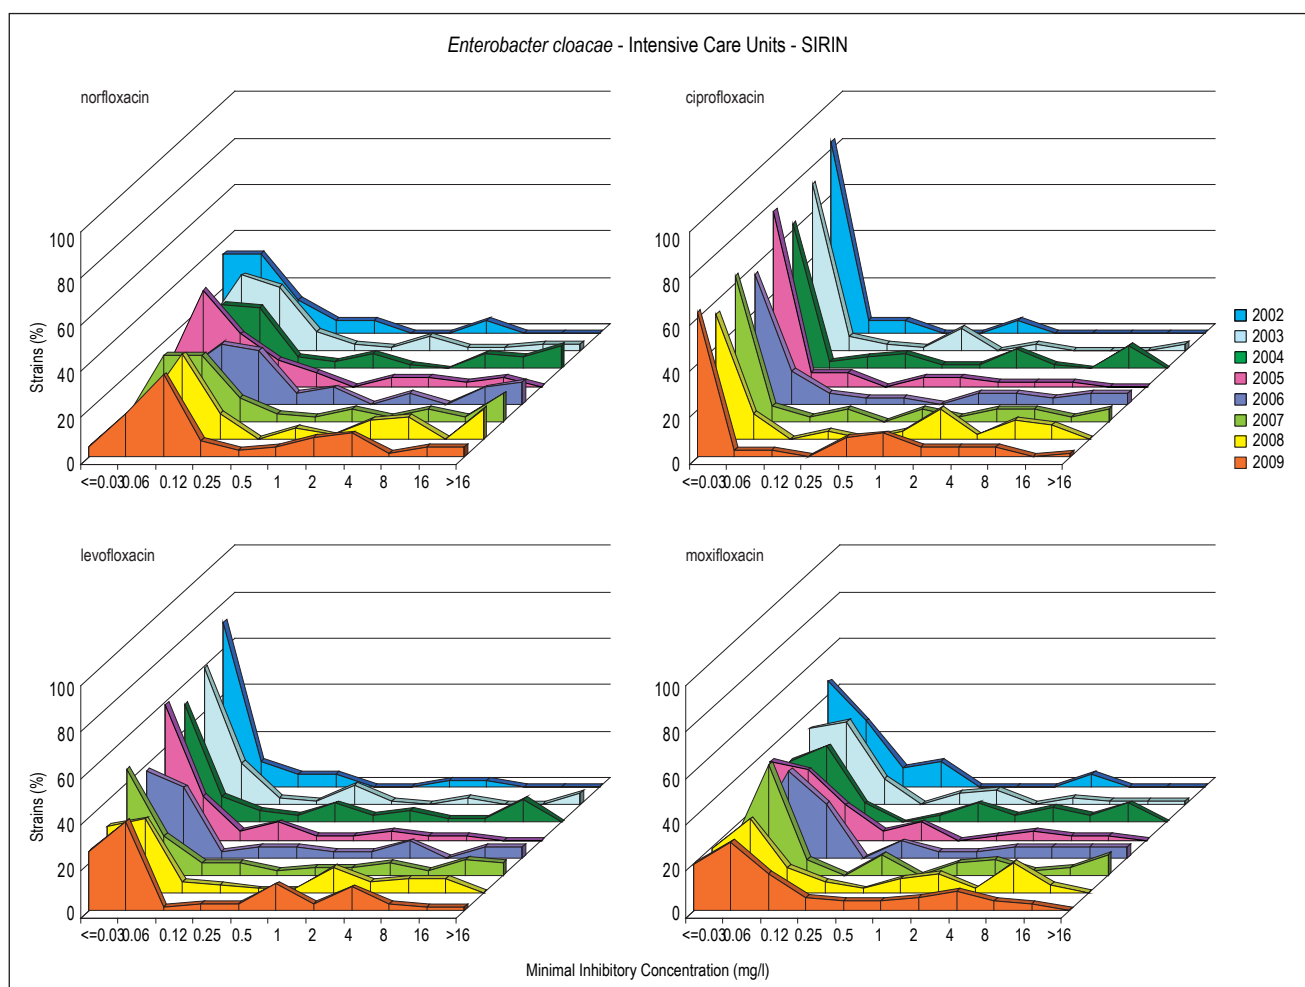 Enterobacter cloacae - Intensive Care Units - SIRIN
norfloxacin
ciprofloxacin
100
80
60
40
20
0
Strains (%)
<=0.03 0.06 0.12 0.25 0.5 1 2 4 8 16 >16
100
80
60
40
20
0
<=0.03 0.06 0.12 0.25 0.5 1 2 4 8 16 >16
2002
2003
2004
2005
2006
2007
2008
2009
levofloxacin
moxifloxacin
100
80
60
40
20
0
Strains (%)
<=0.03 0.06 0.12 0.25 0.5 1 2 4 8 16 >16
100
80
60
40
20
0
<=0.03 0.06 0.12 0.25 0.5 1 2 4 8 16 >16
Minimal Inhibitory Concentration (mg/l)